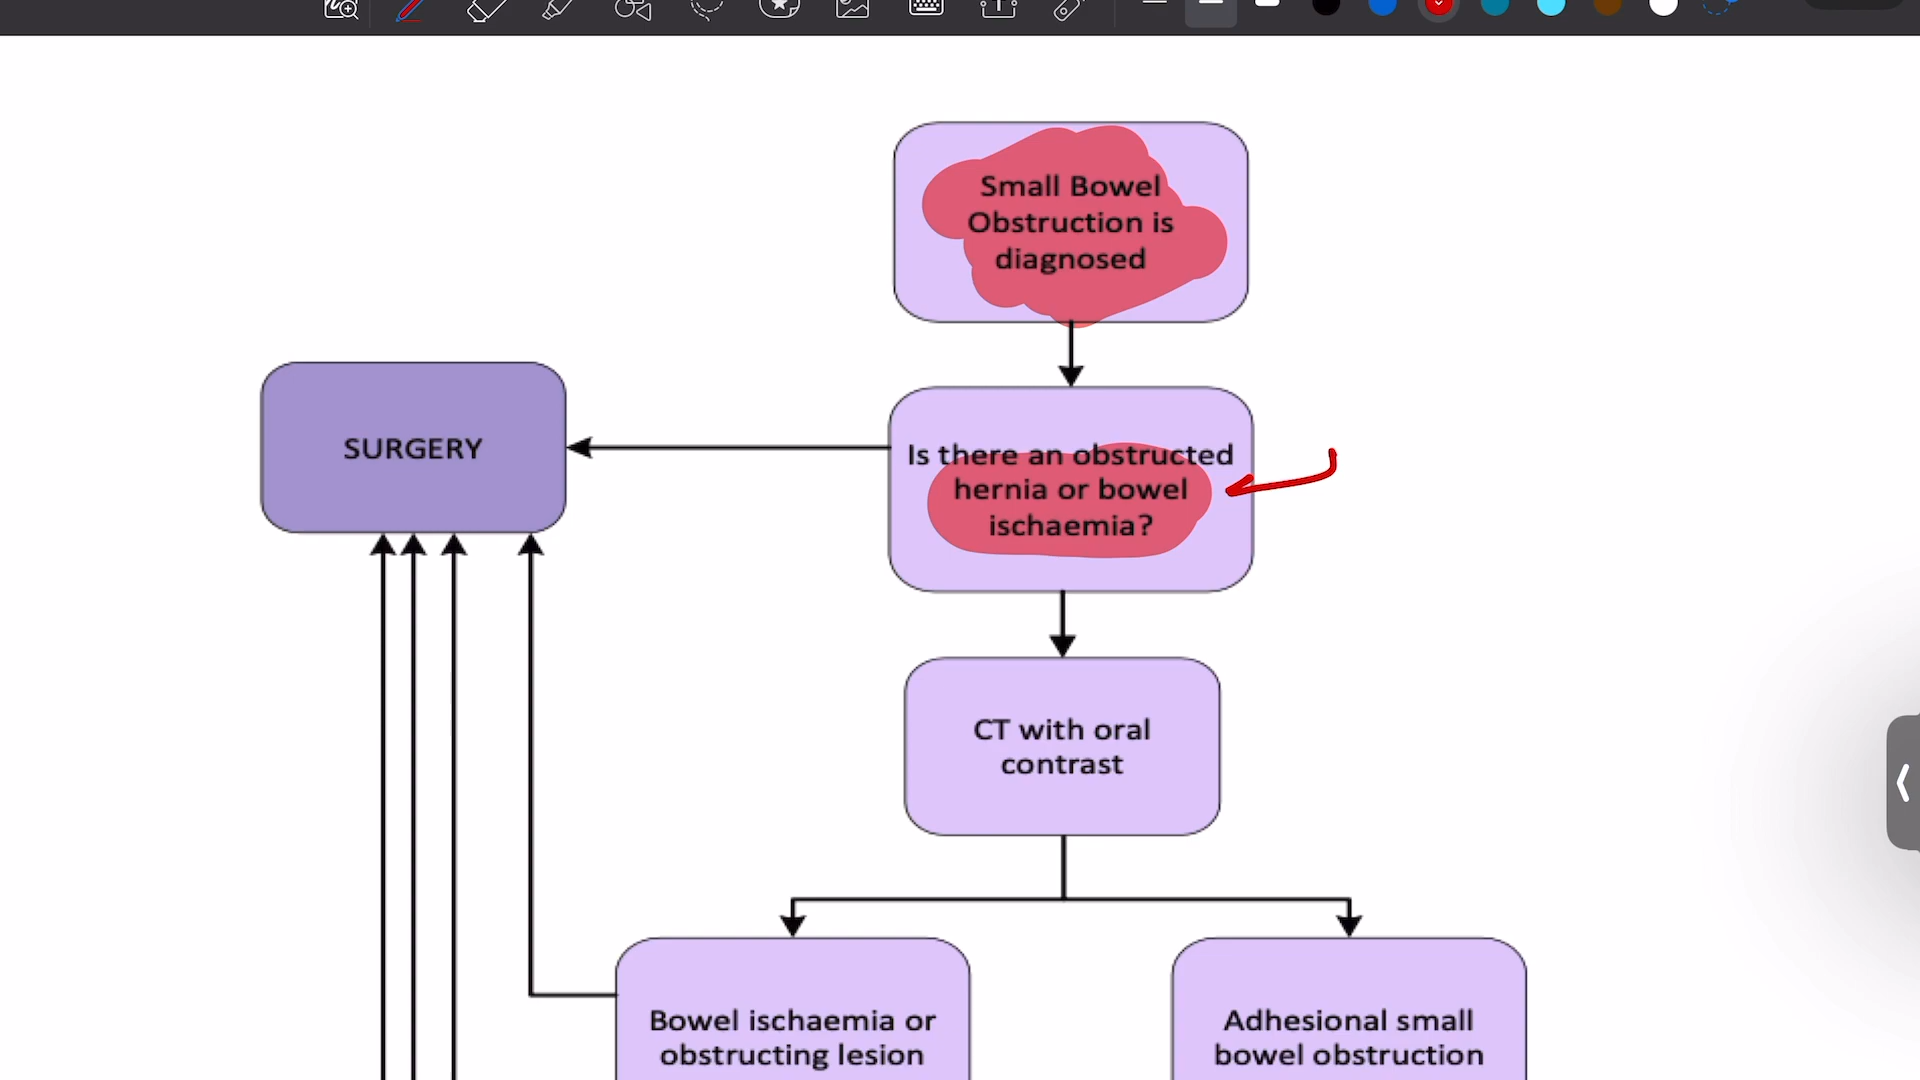 Small Bowel
Obstruction is
diagnosed
SURGERY
Is there an obstructed
hernia or bowel
ischaemia?
CT with oral
contrast
Bowel ischaemia or
obstructing lesion
Adhesional small
bowel obstruction